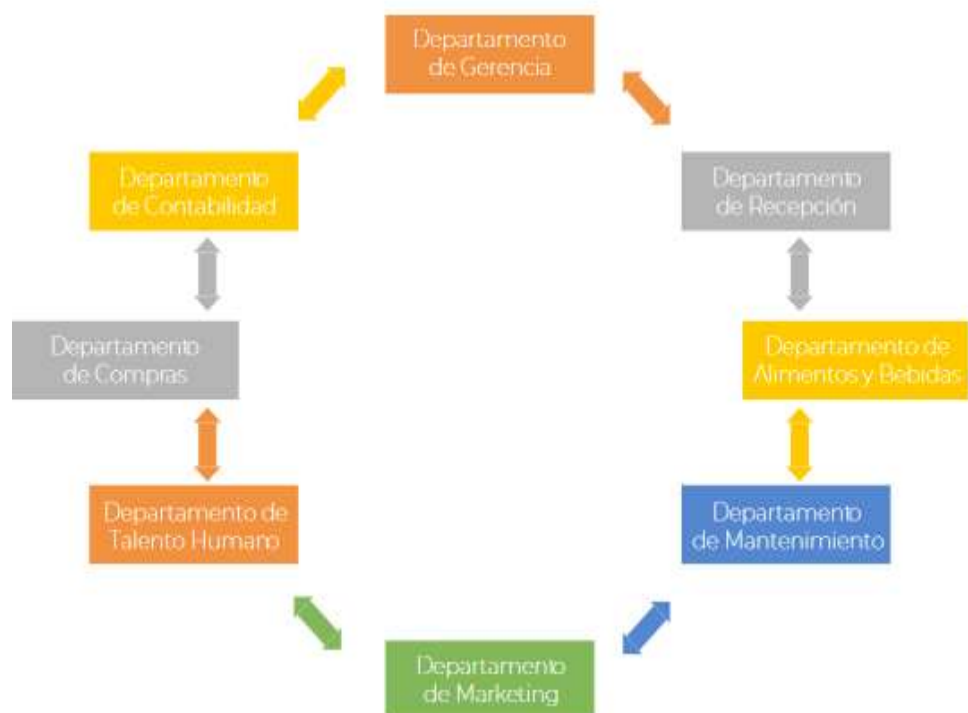 Departamento
de Gerencia
Departamento
de Contabilidad
Departamento
de Recepción
Departamento
de Compras
Departamento de
Alimentos y Bebidas
Departamento de
Talento Humano
Departamento
de Mantenimiento
Departamento
de Marketing